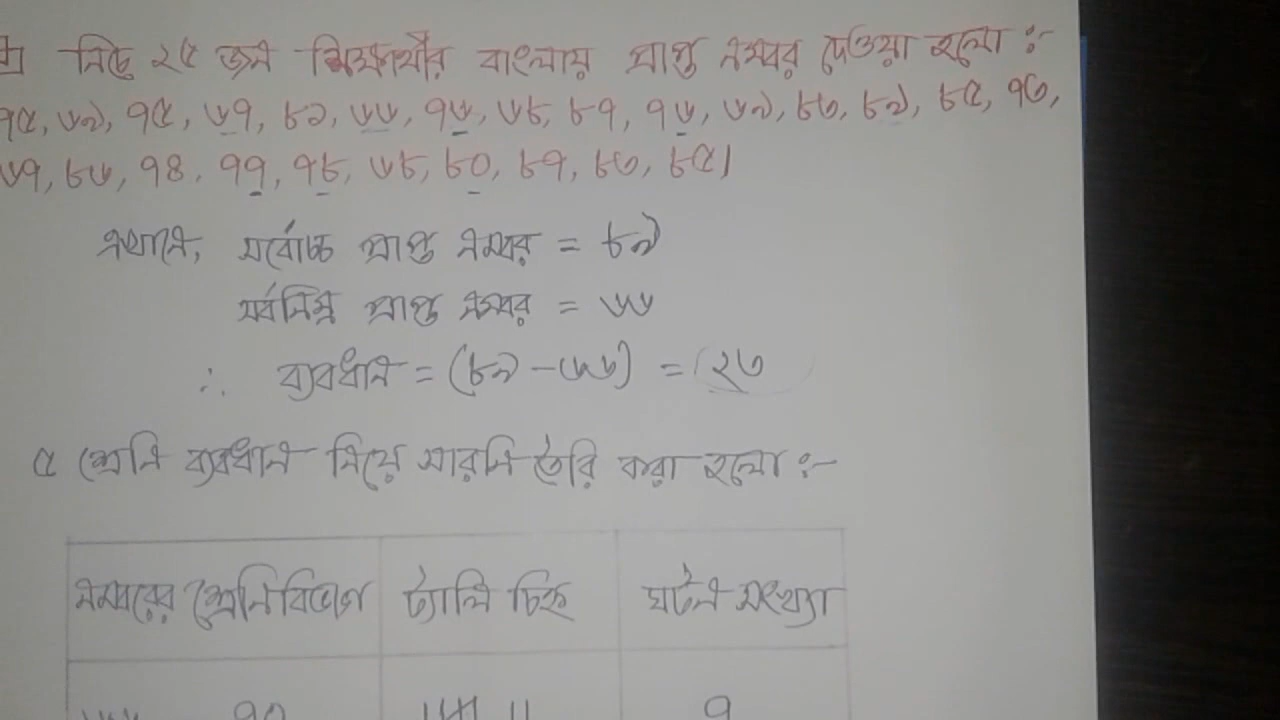 নিচে ২৫ জন শিক্ষার্থীর বাংলায় প্রাপ্ত নম্বর দেওয়া হলো :-
৭৫, ৬৯, ৭৫, ৬৭, ৮১, ৬৬, ৭৬, ৬৮, ৮৭, ৭৬, ৬৯, ৮৩, ৮৯, ৮৫, ৭৩,
৬৭, ৮৬, ৭৪, ৭৭, ৭৮, ৬৮, ৮০, ৮৭, ৮৩, ৮৫।
এখানে, সর্বোচ্চ প্রাপ্ত নম্বর = ৮৯
সর্বনিম্ন প্রাপ্ত নম্বর = ৬৬
∴ ব্যবধান = (৮৯ - ৬৬) = ২৩
৫ শ্রেনি ব্যবধান নিয়ে সারনি তৈরি করা হলো :-
নম্বরের শ্রেনিবিভাগ ট্যালি চিহ্ন ঘটন সংখ্যা
৭